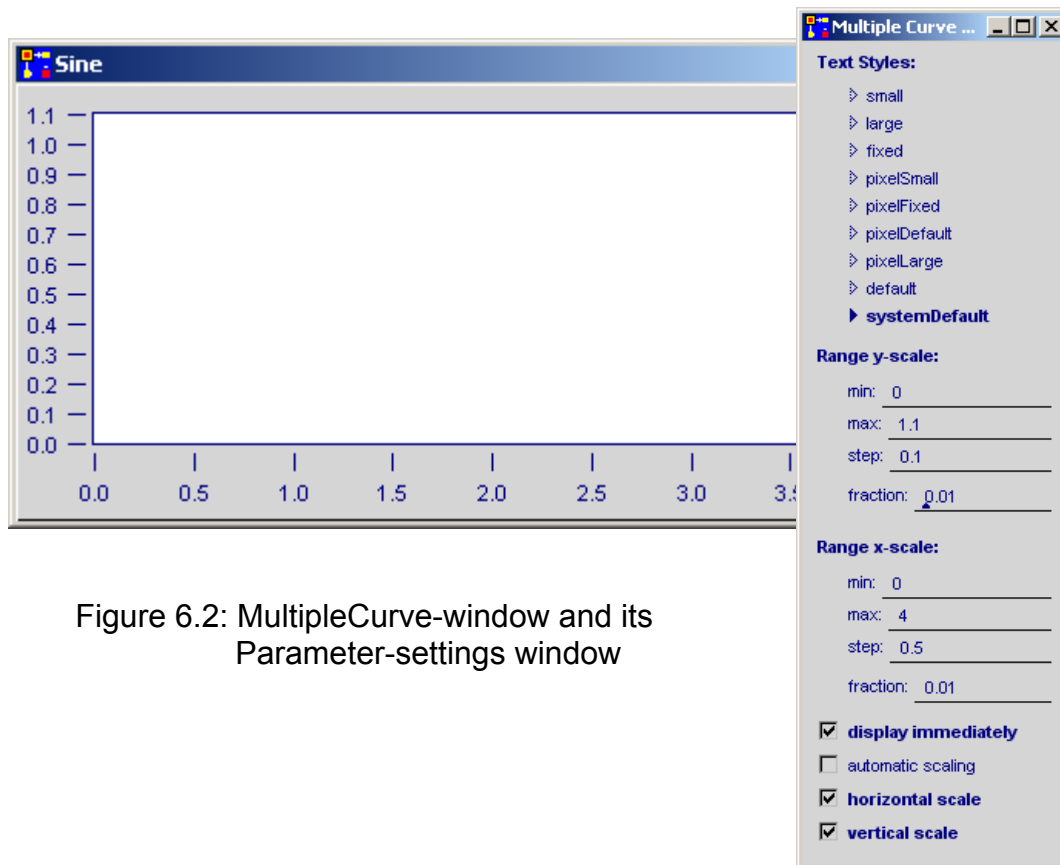 Sine
1.1
1.0
0.9
0.8
0.7
0.6
0.5
0.4
0.3
0.2
0.1
0.0
0.0 0.5 1.0 1.5 2.0 2.5 3.0 3.5
Figure 6.2: MultipleCurve-window and its
Parameter-settings window
Multiple Curve ...
Text Styles:
small
large
fixed
pixelSmall
pixelFixed
pixelDefault
pixelLarge
default
systemDefault
Range y-scale:
min: 0
max: 1.1
step: 0.1
fraction: 0.01
Range x-scale:
min: 0
max: 4
step: 0.5
fraction: 0.01
display immediately
automatic scaling
horizontal scale
vertical scale